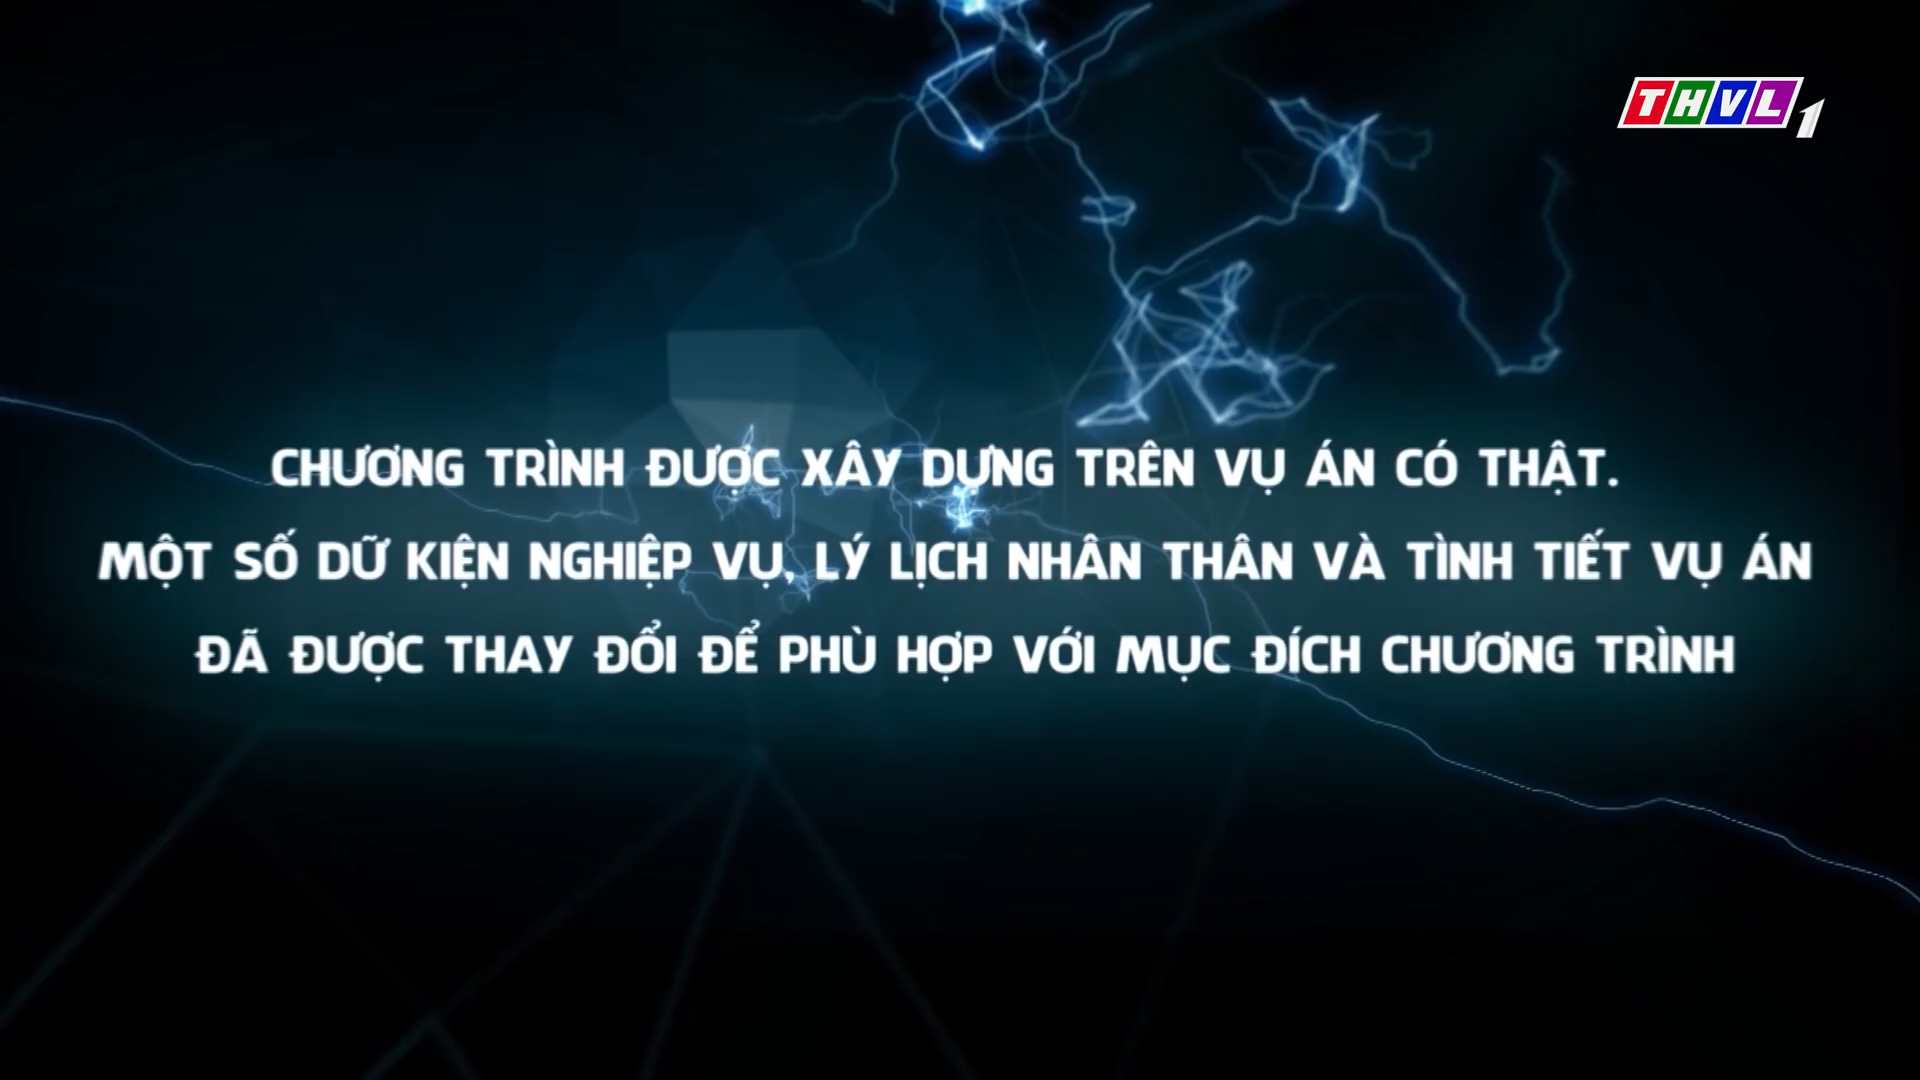 THVL1
CHƯƠNG TRÌNH ĐƯỢC XÂY DỰNG TRÊN VỤ ÁN CÓ THẬT.
MỘT SỐ DỮ KIỆN NGHIỆP VỤ, LÝ LỊCH NHÂN THÂN VÀ TÌNH TIẾT VỤ ÁN
ĐÃ ĐƯỢC THAY ĐỔI ĐỂ PHÙ HỢP VỚI MỤC ĐÍCH CHƯƠNG TRÌNH